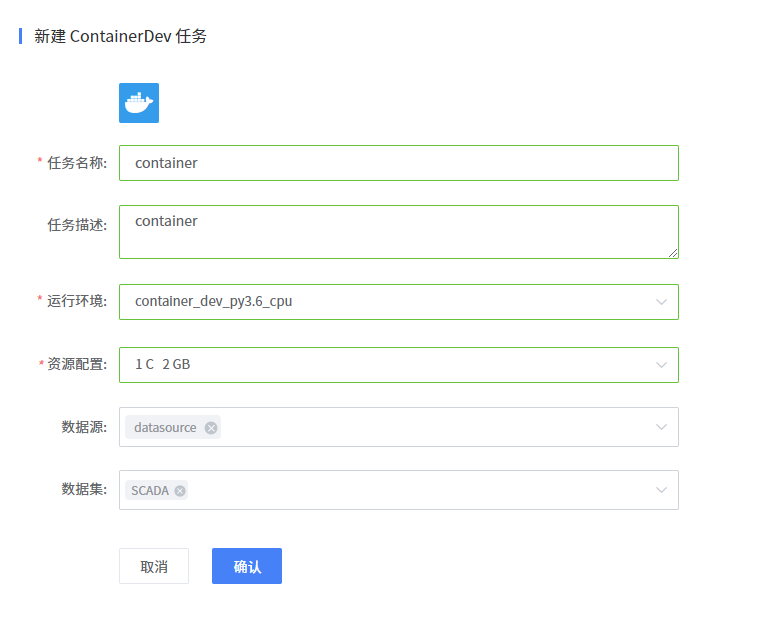 新建 ContainerDev 任务
* 任务名称: container
任务描述: container
* 运行环境: container_dev_py3.6_cpu
* 资源配置: 1 C 2 GB
数据源: datasource
数据集: SCADA
取消 确认